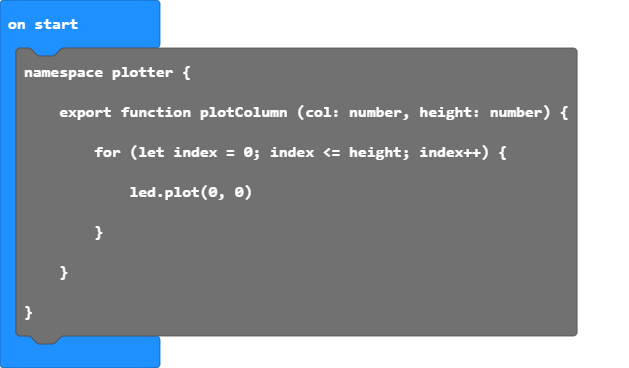 on start
namespace plotter {
export function plotColumn (col: number, height: number) {
for (let index = 0; index <= height; index++) {
led.plot(0, 0)
}
}
}